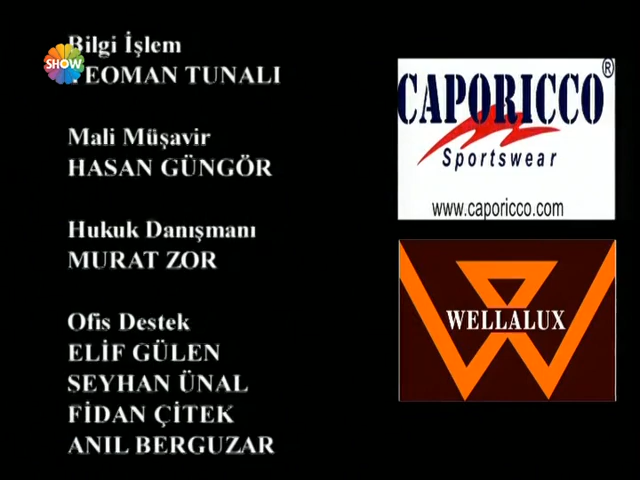 Bilgi İşlem
SHOW
TEOMAN TUNALI
Mali Müşavir
HASAN GÜNGÖR
Hukuk Danışmanı
MURAT ZOR
Ofis Destek
ELİF GÜLEN
SEYHAN ÜNAL
FİDAN ÇİTEK
ANIL BERGUZAR
CAPORICCO®
Sportswear
www.caporicco.com
WELLALUX